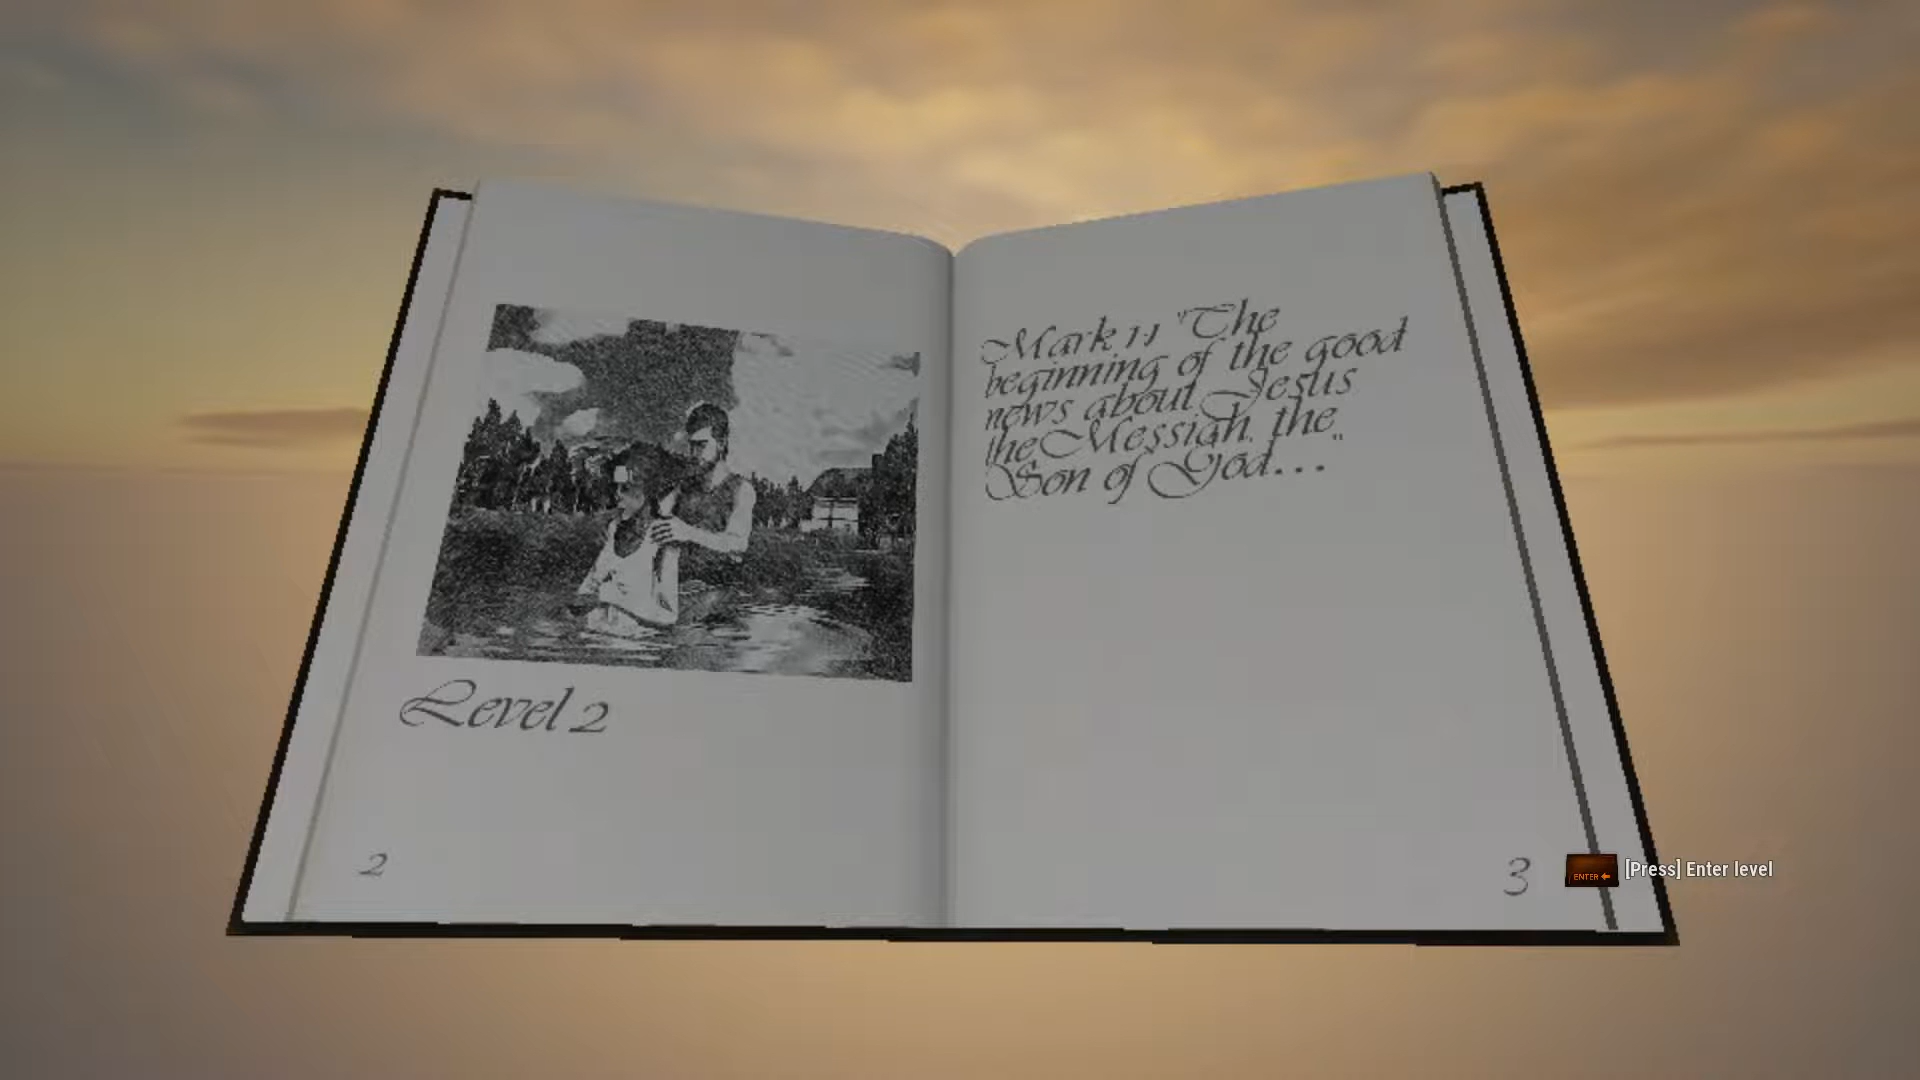 Level 2
2
Mark 1:1 "The
beginning of the good
news about Jesus
the Messiah, the
Son of God..."
3
ENTER
[Press] Enter level